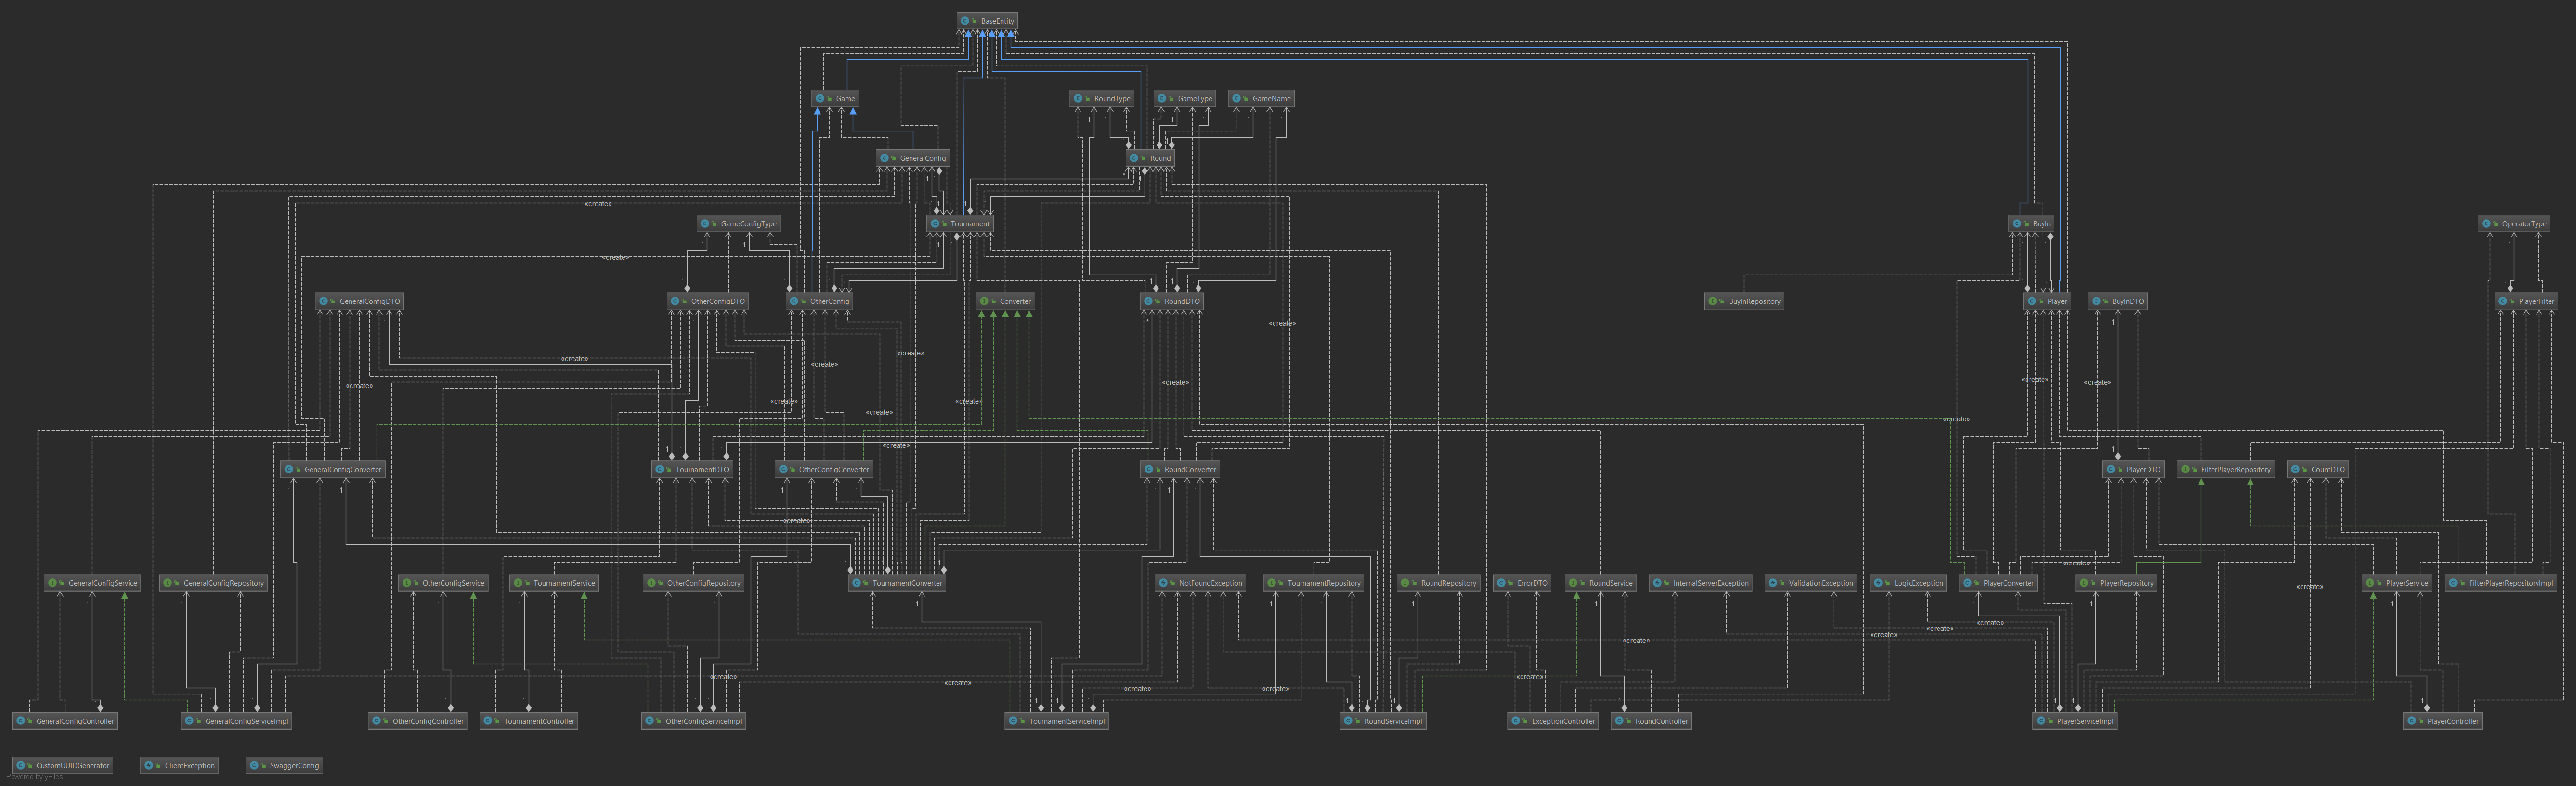 BaseEntity
Game
RoundType
GameType
GameName
GeneralConfig
Round
«create»
GameConfigType
Tournament
BuyIn
OperatorType
«create»
GeneralConfigDTO
OtherConfigDTO
OtherConfig
Converter
RoundDTO
BuyInRepository
Player
BuyInDTO
PlayerFilter
«create»
«create»
«create»
«create»
«create»
«create»
«create»
«create»
«create»
«create»
«create»
«create»
«create»
«create»
GeneralConfigConverter
TournamentDTO
OtherConfigConverter
RoundConverter
PlayerDTO
FilterPlayerRepository
CountDTO
«create»
«create»
GeneralConfigService
GeneralConfigRepository
OtherConfigService
TournamentService
OtherConfigRepository
TournamentConverter
NotFoundException
TournamentRepository
RoundRepository
ErrorDTO
RoundService
InternalServerException
ValidationException
LogicException
PlayerConverter
PlayerRepository
PlayerService
FilterPlayerRepositoryImpl
«create»
«create»
«create»
«create»
«create»
«create»
«create»
«create»
«create»
«create»
GeneralConfigController
GeneralConfigServiceImpl
OtherConfigController
TournamentController
OtherConfigServiceImpl
TournamentServiceImpl
RoundServiceImpl
ExceptionController
RoundController
PlayerServiceImpl
PlayerController
CustomUUIDGenerator
ClientException
SwaggerConfig
Powered by yFiles